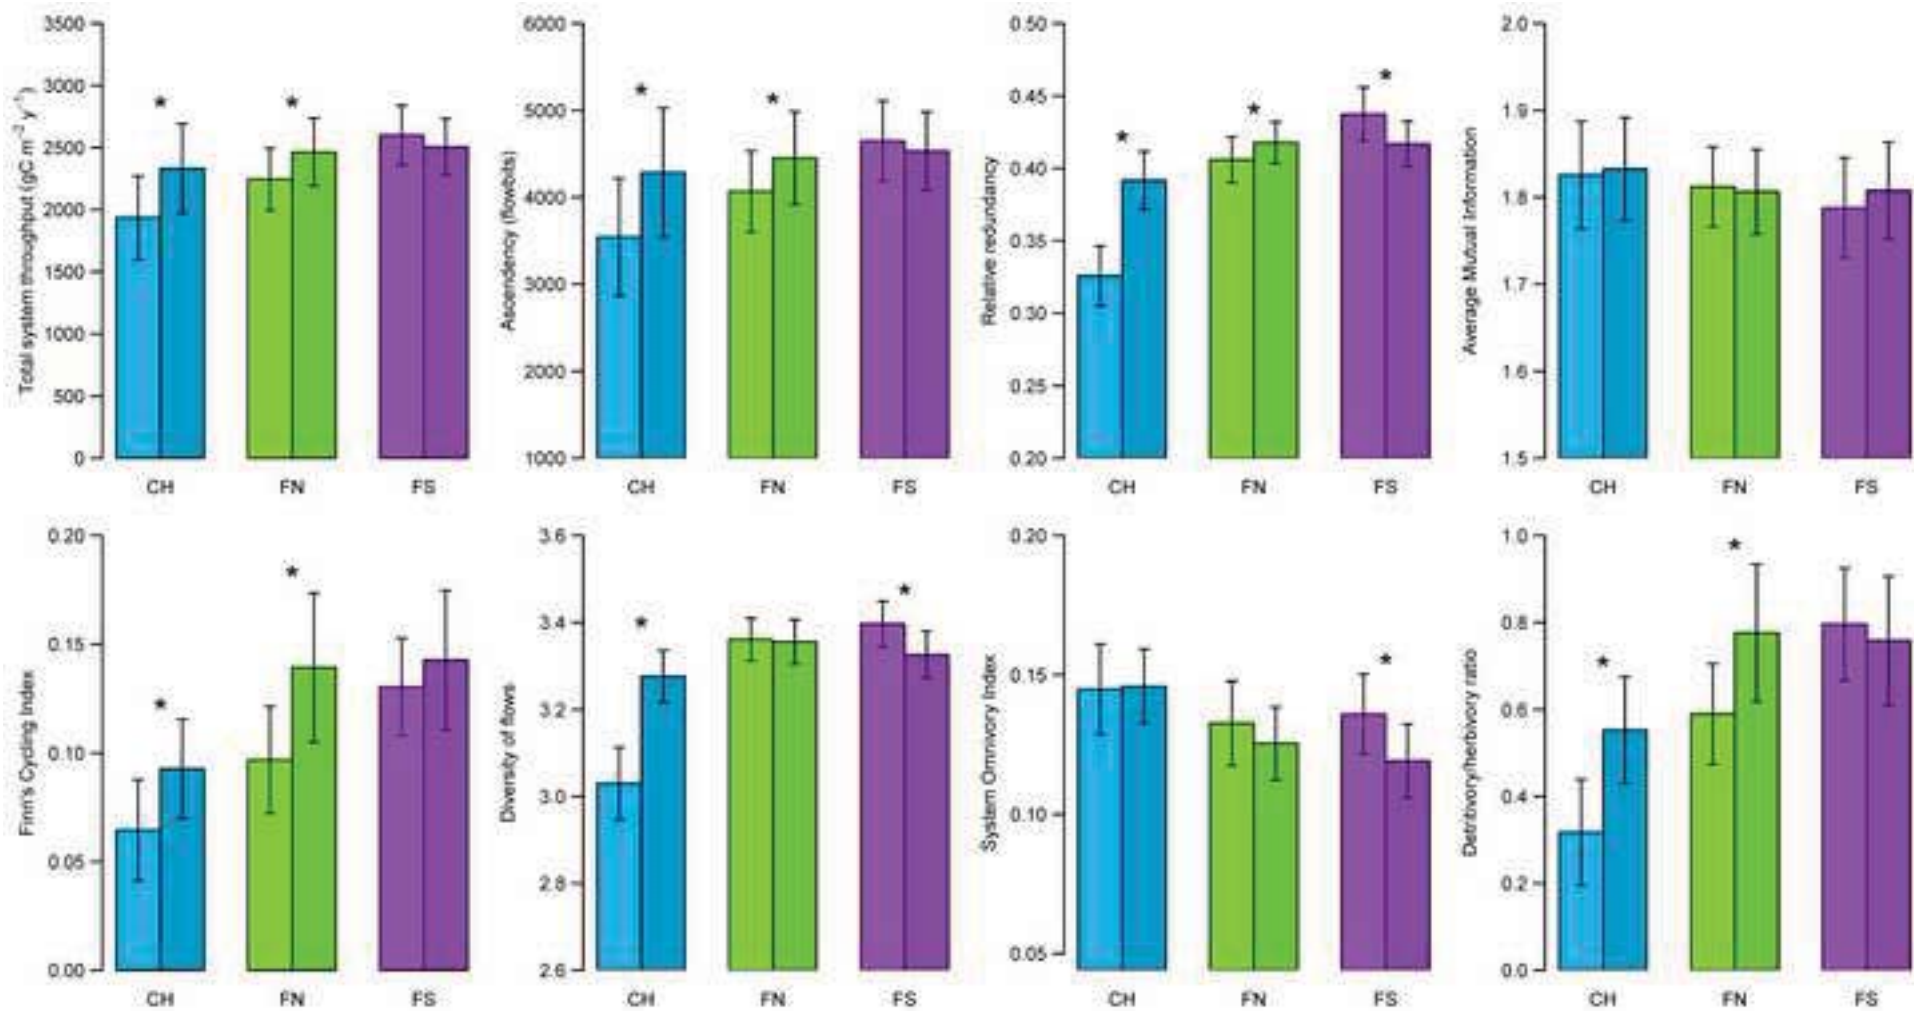 Total system throughput (gC m⁻² y⁻¹)
3500
3000
2500
2000
1500
1000
500
0
*
*
CH
FN
FS
Ascendency (flowbits)
6000
5000
4000
3000
2000
1000
*
*
CH
FN
FS
Relative redundancy
0.50
0.45
0.40
0.35
0.30
0.25
0.20
*
*
*
CH
FN
FS
Average Mutual Information
2.0
1.9
1.8
1.7
1.6
1.5
CH
FN
FS
Finn's Cycling Index
0.20
0.15
0.10
0.05
0.00
*
*
CH
FN
FS
Diversity of flows
3.6
3.4
3.2
3.0
2.8
2.6
*
*
CH
FN
FS
System Omnivory Index
0.20
0.15
0.10
0.05
*
CH
FN
FS
Detritivory/herbivory ratio
1.0
0.8
0.6
0.4
0.2
0.0
*
*
CH
FN
FS